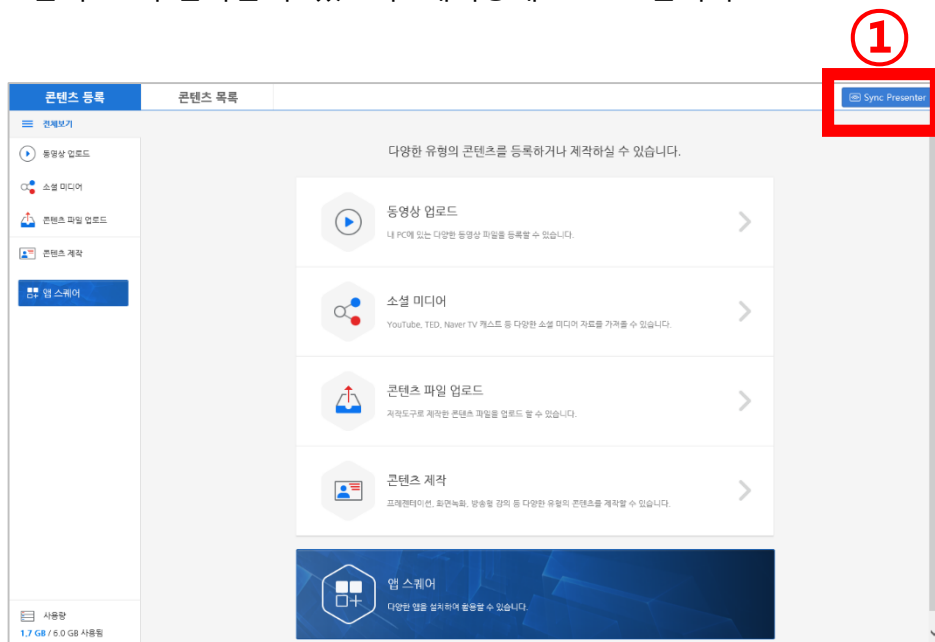 ①
콘텐츠 등록
콘텐츠 목록
Sync Presenter
전체보기
동영상 업로드
소셜 미디어
콘텐츠 파일 업로드
콘텐츠 제작
앱 스퀘어
다양한 유형의 콘텐츠를 등록하거나 제작하실 수 있습니다.
동영상 업로드
내 PC에 있는 다양한 동영상 파일을 등록할 수 있습니다.
소셜 미디어
YouTube, TED, Naver TV 캐스트 등 다양한 소셜 미디어 자료를 가져올 수 있습니다.
콘텐츠 파일 업로드
저작도구로 제작한 콘텐츠 파일을 업로드 할 수 있습니다.
콘텐츠 제작
프레젠테이션, 화면녹화, 방송형 강의 등 다양한 유형의 콘텐츠를 제작할 수 있습니다.
앱 스퀘어
다양한 앱을 설치하여 활용할 수 있습니다.
사용량
1.7 GB / 6.0 GB 사용됨